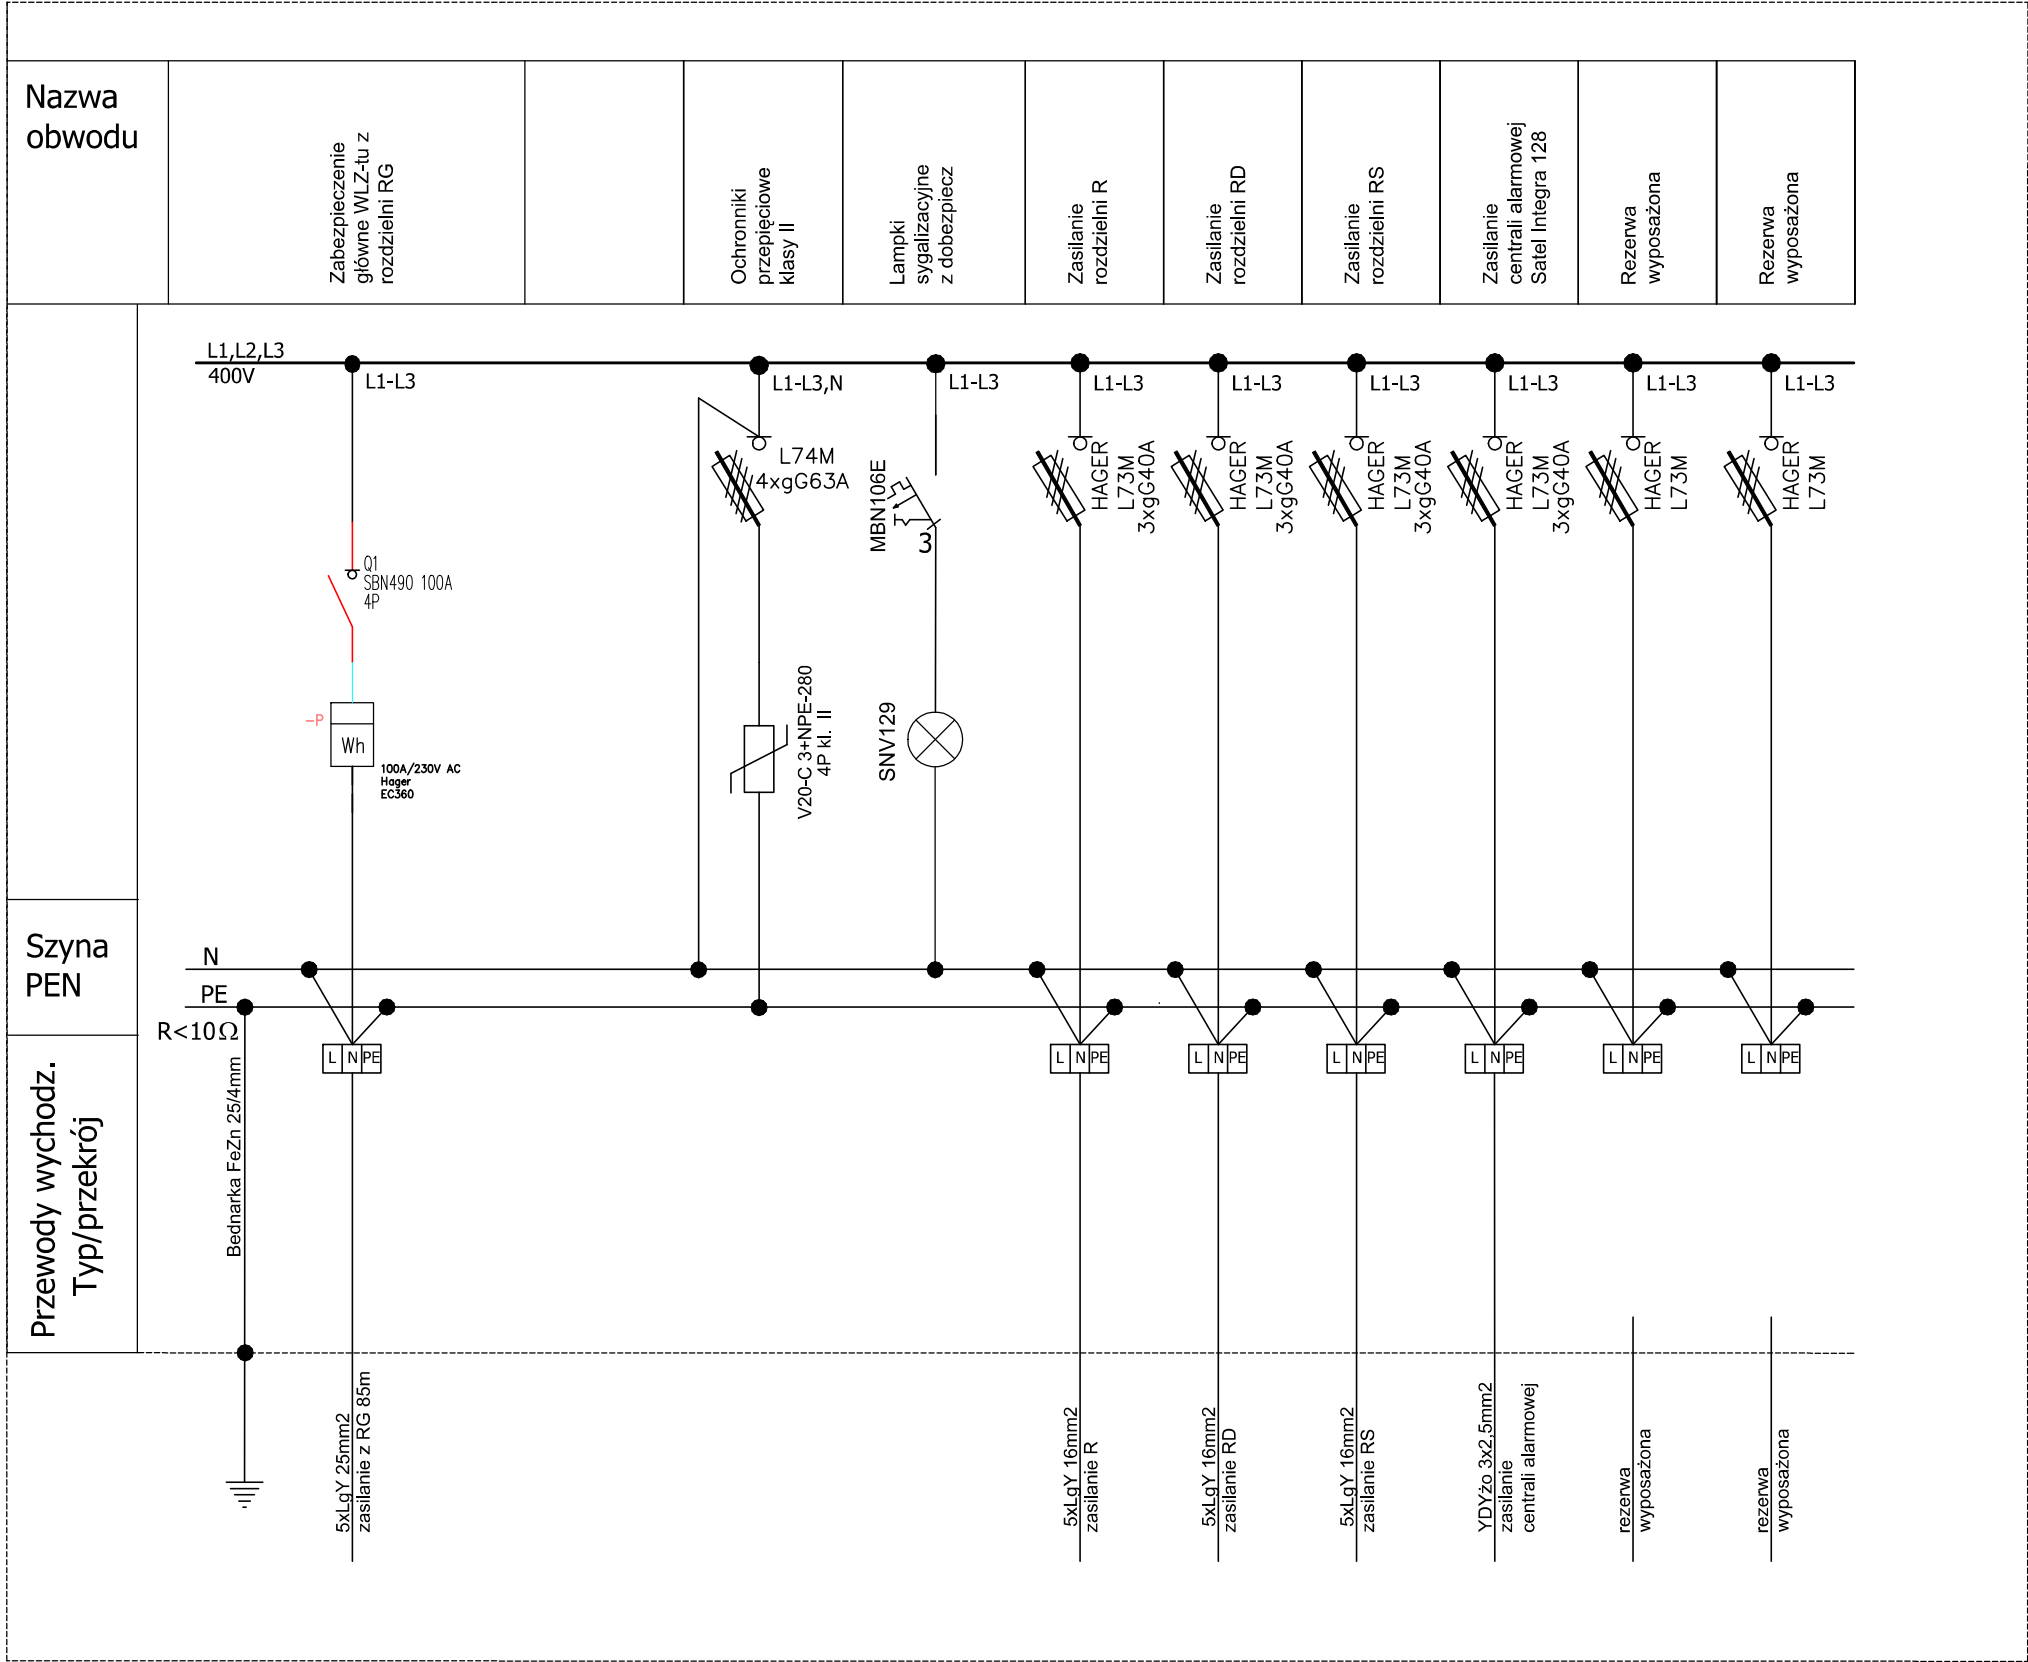 Nazwa
obwodu
Zabezpieczenie
główne WLZ-tu z
rozdzielni RG
Ochronniki
przepięciowe
klasy II
Lampki
sygalizacyjne
z dobezpiecz
Zasilanie
rozdzielni R
Zasilanie
rozdzielni RD
Zasilanie
rozdzielni RS
Zasilanie
centrali alarmowej
Satel Integra 128
Rezerwa
wyposażona
Rezerwa
wyposażona
L1,L2,L3
400V
L1-L3
L1-L3,N
L1-L3
L1-L3
L1-L3
L1-L3
L1-L3
L1-L3
L1-L3
Q1
SBN490 100A
4P
-P
Wh
100A/230V AC
Hager
EC360
L74M
4xgG63A
V20-C 3+NPE-280
4P kl. II
MBN106E
3
SNV129
HAGER
L73M
3xgG40A
HAGER
L73M
3xgG40A
HAGER
L73M
3xgG40A
HAGER
L73M
3xgG40A
HAGER
L73M
HAGER
L73M
Szyna
PEN
N
PE
R<10Ω
L N PE
L N PE
L N PE
L N PE
L N PE
L N PE
L N PE
Przewody wychodz.
Typ/przekrój
Bednarka FeZn 25/4mm
5xLgY 25mm2
zasilanie z RG 85m
5xLgY 16mm2
zasilanie R
5xLgY 16mm2
zasilanie RD
5xLgY 16mm2
zasilanie RS
YDYżo 3x2,5mm2
zasilanie
centrali alarmowej
rezerwa
wyposażona
rezerwa
wyposażona